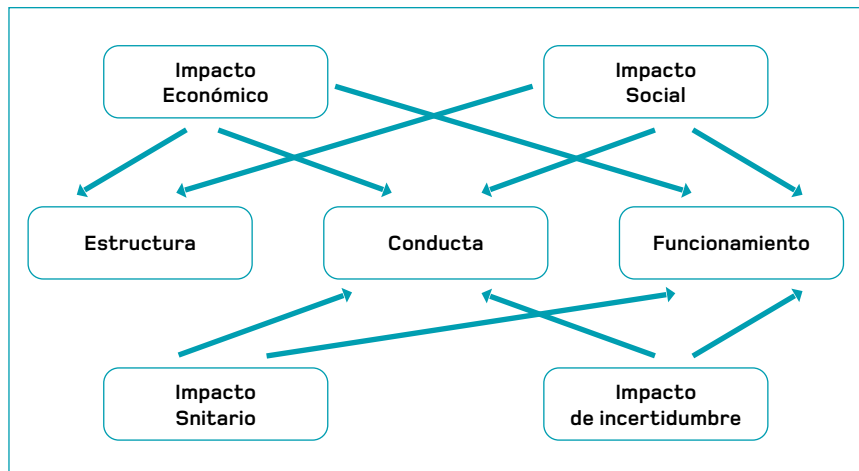 Impacto
Económico
Impacto
Social
Estructura
Conducta
Funcionamiento
Impacto
Snitario
Impacto
de incertidumbre